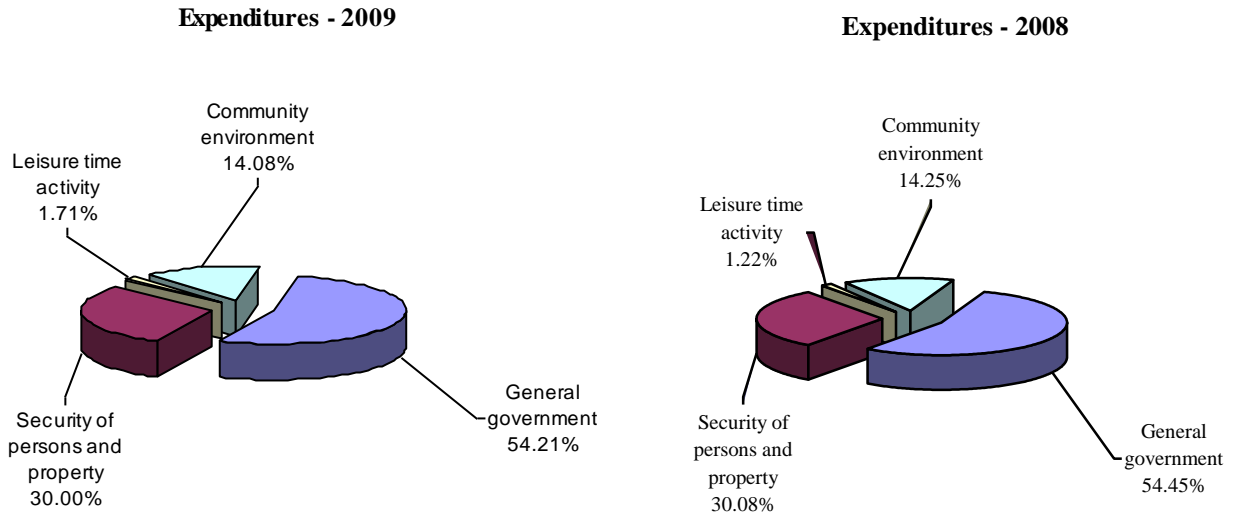 Expenditures - 2009
Community
environment
14.08%
Leisure time
activity
1.71%
Security of
persons and
property
30.00%
General
government
54.21%
Expenditures - 2008
Community
environment
14.25%
Leisure time
activity
1.22%
Security of
persons and
property
30.08%
General
government
54.45%